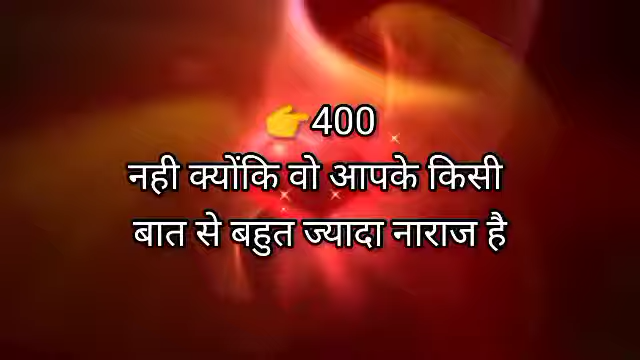 👉400
नही क्योंकि वो आपके किसी
बात से बहुत ज्यादा नाराज है